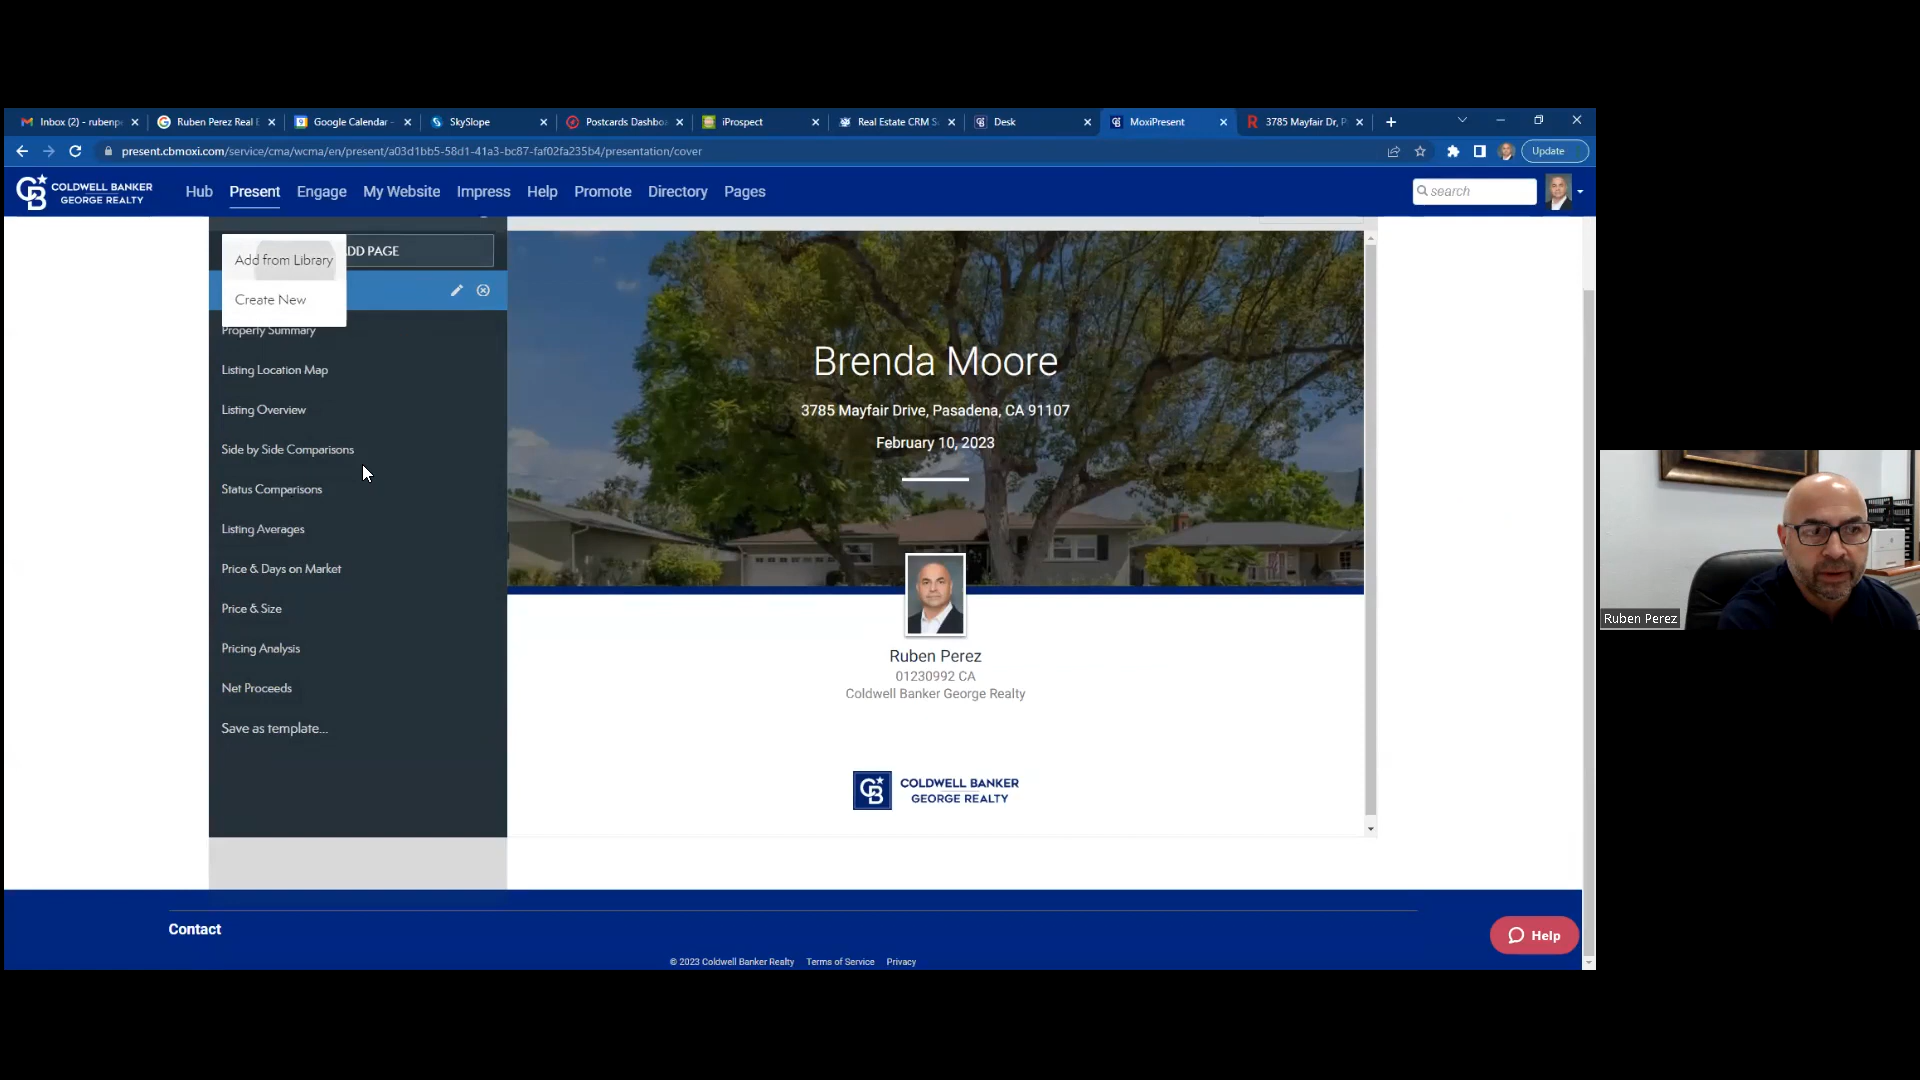 Inbox (2) - rubenp
Ruben Perez Real E
Google Calendar -
SkySlope
Postcards Dashbo
iProspect
Real Estate CRM S
Desk
MoxiPresent
3785 Mayfair Dr, P
present.cbmoxi.com/service/cma/wcma/en/present/a03d1bb5-58d1-41a3-bc87-faf02fa235b4/presentation/cover
Update
COLDWELL BANKER
GEORGE REALTY
Hub
Present
Engage
My Website
Impress
Help
Promote
Directory
Pages
search
DD PAGE
Add from Library
Create New
Property Summary
Listing Location Map
Listing Overview
Side by Side Comparisons
Status Comparisons
Listing Averages
Price & Days on Market
Price & Size
Pricing Analysis
Net Proceeds
Save as template...
Brenda Moore
3785 Mayfair Drive, Pasadena, CA 91107
February 10, 2023
Ruben Perez
01230992 CA
Coldwell Banker George Realty
CB COLDWELL BANKER
GEORGE REALTY
Contact
© 2023 Coldwell Banker Realty Terms of Service Privacy
Help
Ruben Perez